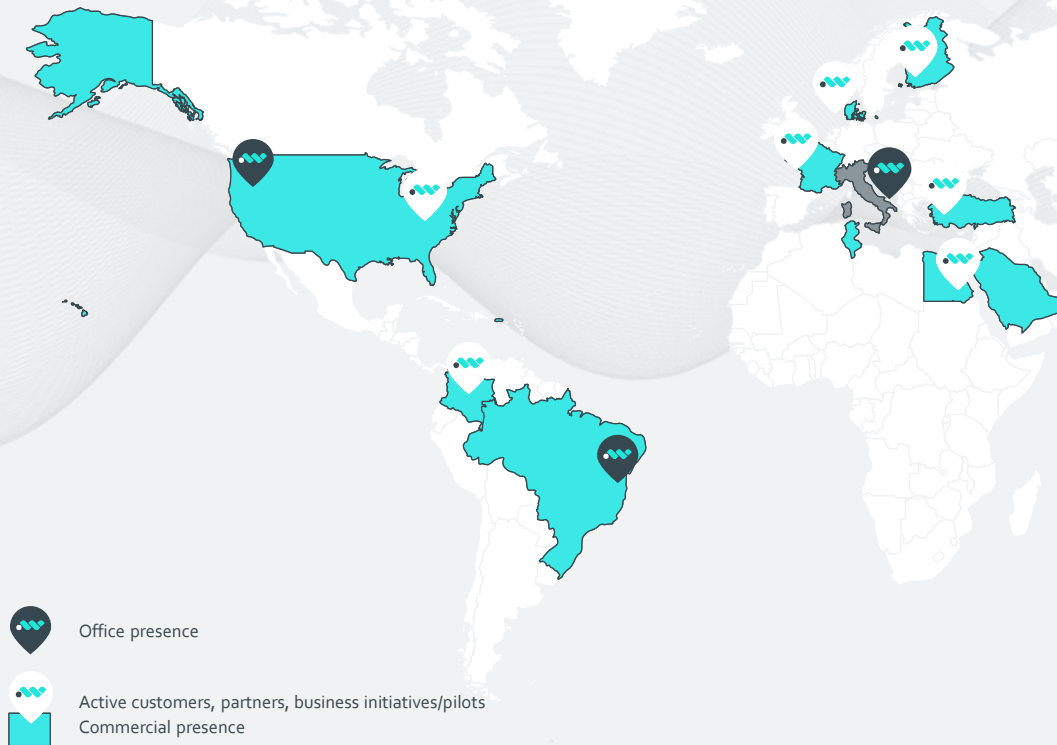 Office presence
Active customers, partners, business initiatives/pilots
Commercial presence